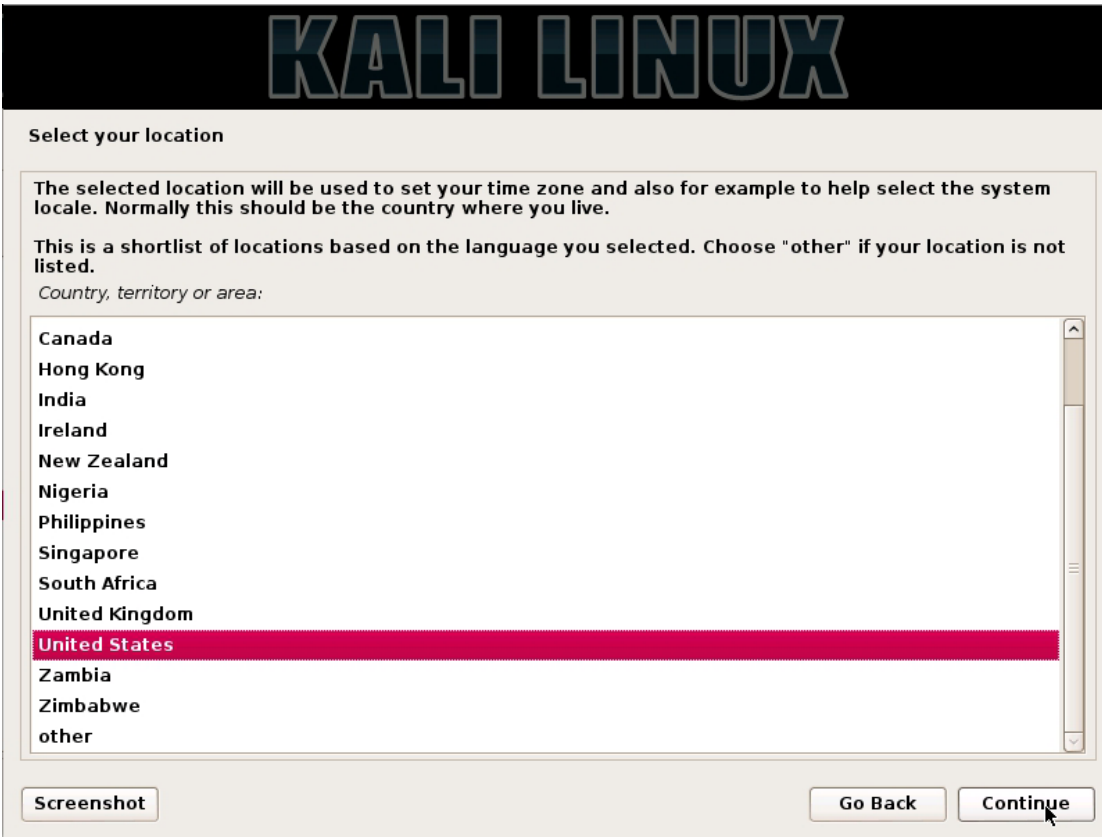 KALI LINUX
Select your location
The selected location will be used to set your time zone and also for example to help select the system
locale. Normally this should be the country where you live.
This is a shortlist of locations based on the language you selected. Choose "other" if your location is not
listed.
Country, territory or area:
Canada
Hong Kong
India
Ireland
New Zealand
Nigeria
Philippines
Singapore
South Africa
United Kingdom
United States
Zambia
Zimbabwe
other
Screenshot Go Back Continue